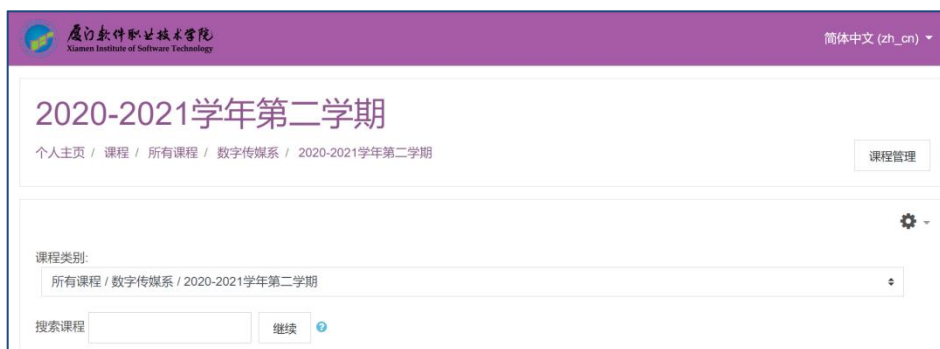 厦门软件职业技术学院
Xiamen Institute of Software Technology
简体中文 (zh_cn)
2020-2021学年第二学期
个人主页 / 课程 / 所有课程 / 数字传媒系 / 2020-2021学年第二学期
课程管理
课程类别:
所有课程 / 数字传媒系 / 2020-2021学年第二学期
搜索课程 继续 ?